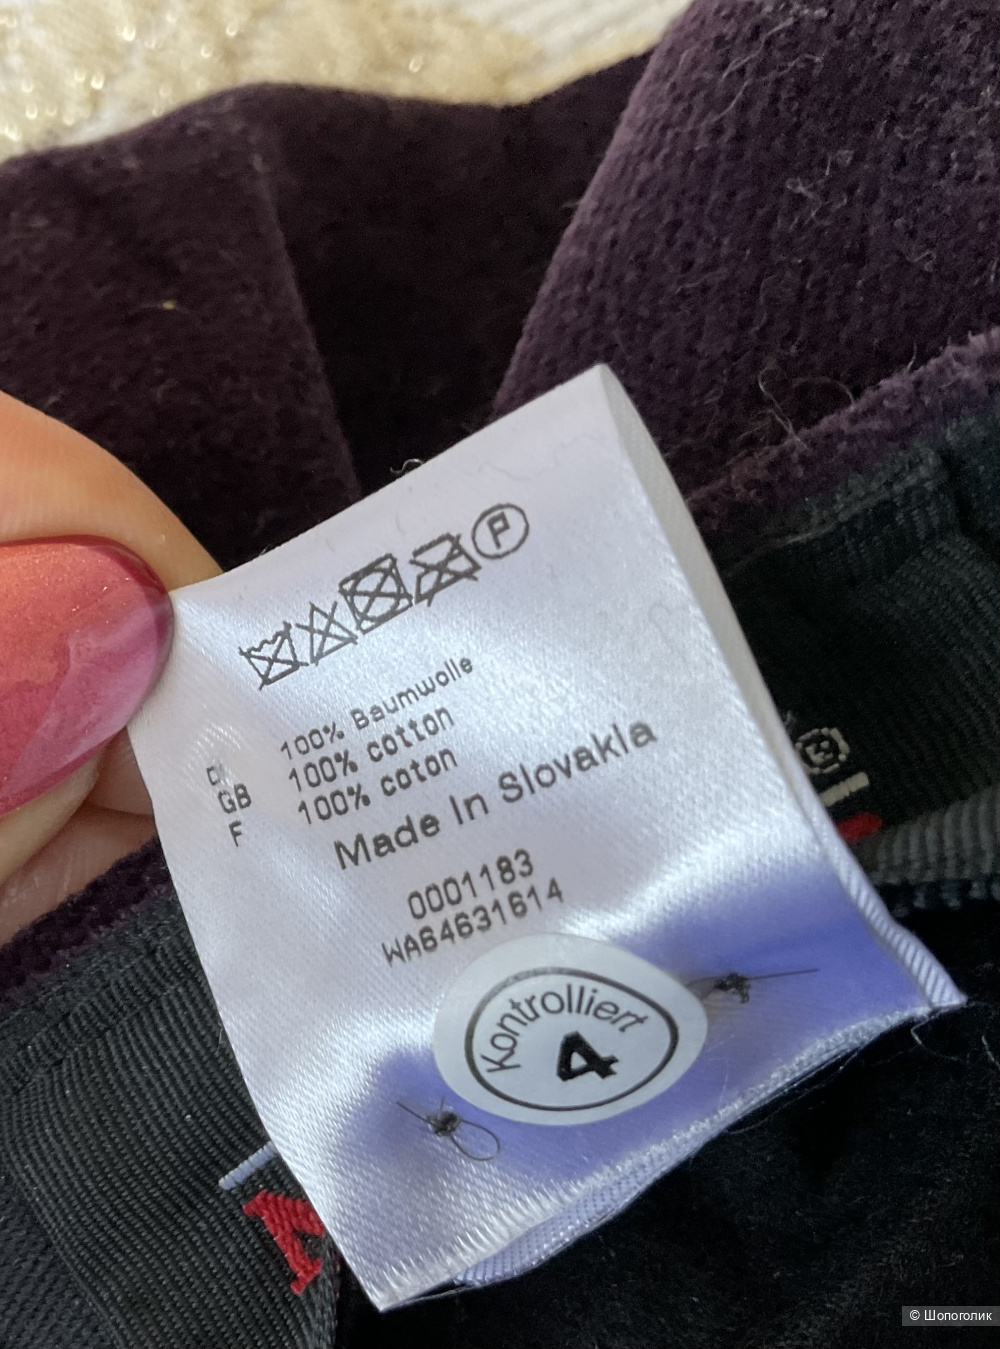 P
100% Baumwolle
GB 100% cotton
F 100% coton
Made In Slovakia
0001183
WA64631614
Kontrolliert
4
© Шопоголик